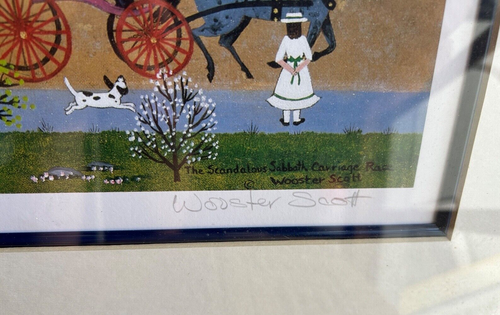 The Scandalous Sabbath Carriage Race
© Wooster Scott
Wooster Scott